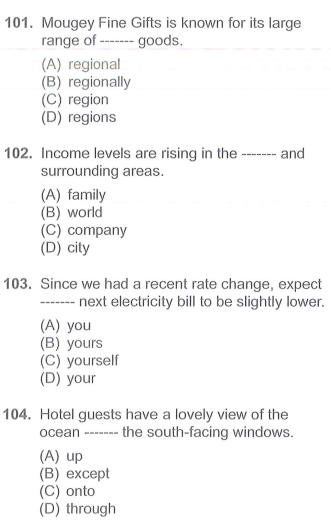 101. Mougey Fine Gifts is known for its large
range of ------- goods.
(A) regional
(B) regionally
(C) region
(D) regions
102. Income levels are rising in the ------- and
surrounding areas.
(A) family
(B) world
(C) company
(D) city
103. Since we had a recent rate change, expect
------- next electricity bill to be slightly lower.
(A) you
(B) yours
(C) yourself
(D) your
104. Hotel guests have a lovely view of the
ocean ------- the south-facing windows.
(A) up
(B) except
(C) onto
(D) through